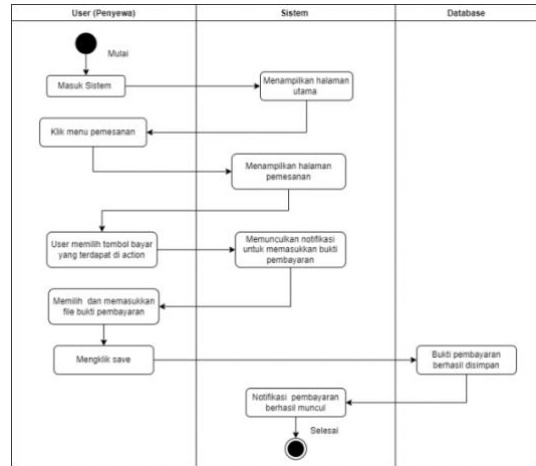 User (Penyewa)
Sistem
Database
Mulai
Masuk Sistem
Menampilkan halaman
utama
Klik menu pemesanan
Menampilkan halaman
pemesanan
User memilih tombol bayar
yang terdapat di action
Memunculkan notifikasi
untuk memasukkan bukti
pembayaran
Memilih dan memasukkan
file bukti pembayaran
Mengklik save
Bukti pembayaran
berhasil disimpan
Notifikasi pembayaran
berhasil muncul
Selesai